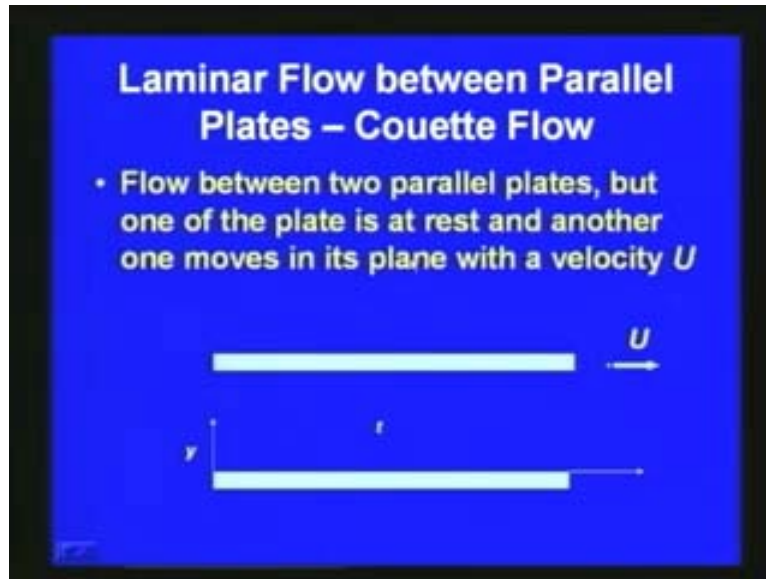 Laminar Flow between Parallel
Plates – Couette Flow
• Flow between two parallel plates, but
one of the plate is at rest and another
one moves in its plane with a velocity U
U
y